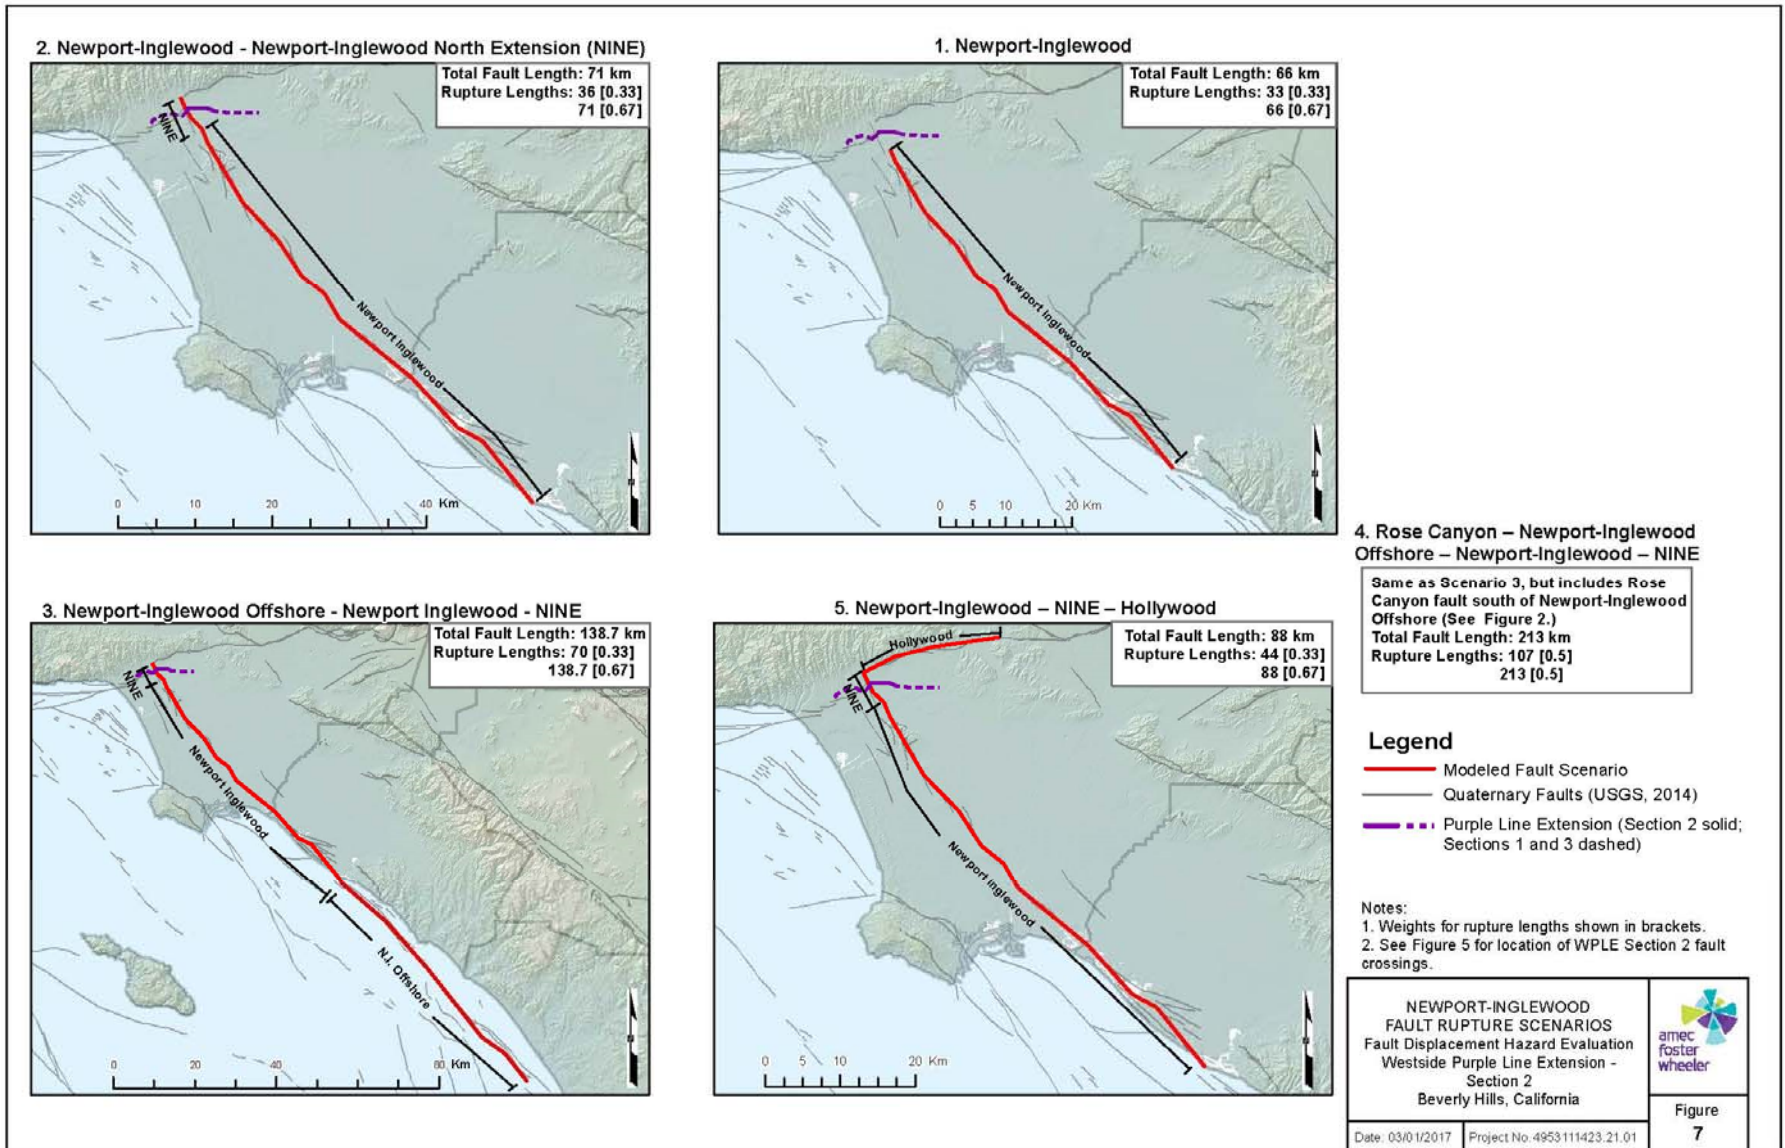 2. Newport-Inglewood - Newport-Inglewood North Extension (NINE)
Total Fault Length: 71 km
Rupture Lengths: 36 [0.33]
71 [0.67]
NINE
Newport Inglewood
0 10 20 40 Km
1. Newport-Inglewood
Total Fault Length: 66 km
Rupture Lengths: 33 [0.33]
66 [0.67]
Newport Inglewood
0 5 10 20 Km
3. Newport-Inglewood Offshore - Newport Inglewood - NINE
Total Fault Length: 138.7 km
Rupture Lengths: 70 [0.33]
138.7 [0.67]
NINE
Newport Inglewood
N.I. Offshore
0 20 40 80 Km
5. Newport-Inglewood – NINE – Hollywood
Total Fault Length: 88 km
Rupture Lengths: 44 [0.33]
88 [0.67]
Hollywood
NINE
Newport Inglewood
0 5 10 20 Km
4. Rose Canyon – Newport-Inglewood
Offshore – Newport-Inglewood – NINE
Same as Scenario 3, but includes Rose
Canyon fault south of Newport-Inglewood
Offshore (See Figure 2.)
Total Fault Length: 213 km
Rupture Lengths: 107 [0.5]
213 [0.5]
Legend
Modeled Fault Scenario
Quaternary Faults (USGS, 2014)
Purple Line Extension (Section 2 solid;
Sections 1 and 3 dashed)
Notes:
1. Weights for rupture lengths shown in brackets.
2. See Figure 5 for location of WPLE Section 2 fault
crossings.
NEWPORT-INGLEWOOD
FAULT RUPTURE SCENARIOS
Fault Displacement Hazard Evaluation
Westside Purple Line Extension -
Section 2
Beverly Hills, California
amec
foster
wheeler
Date: 03/01/2017
Project No. 4953111423.21.01
Figure
7